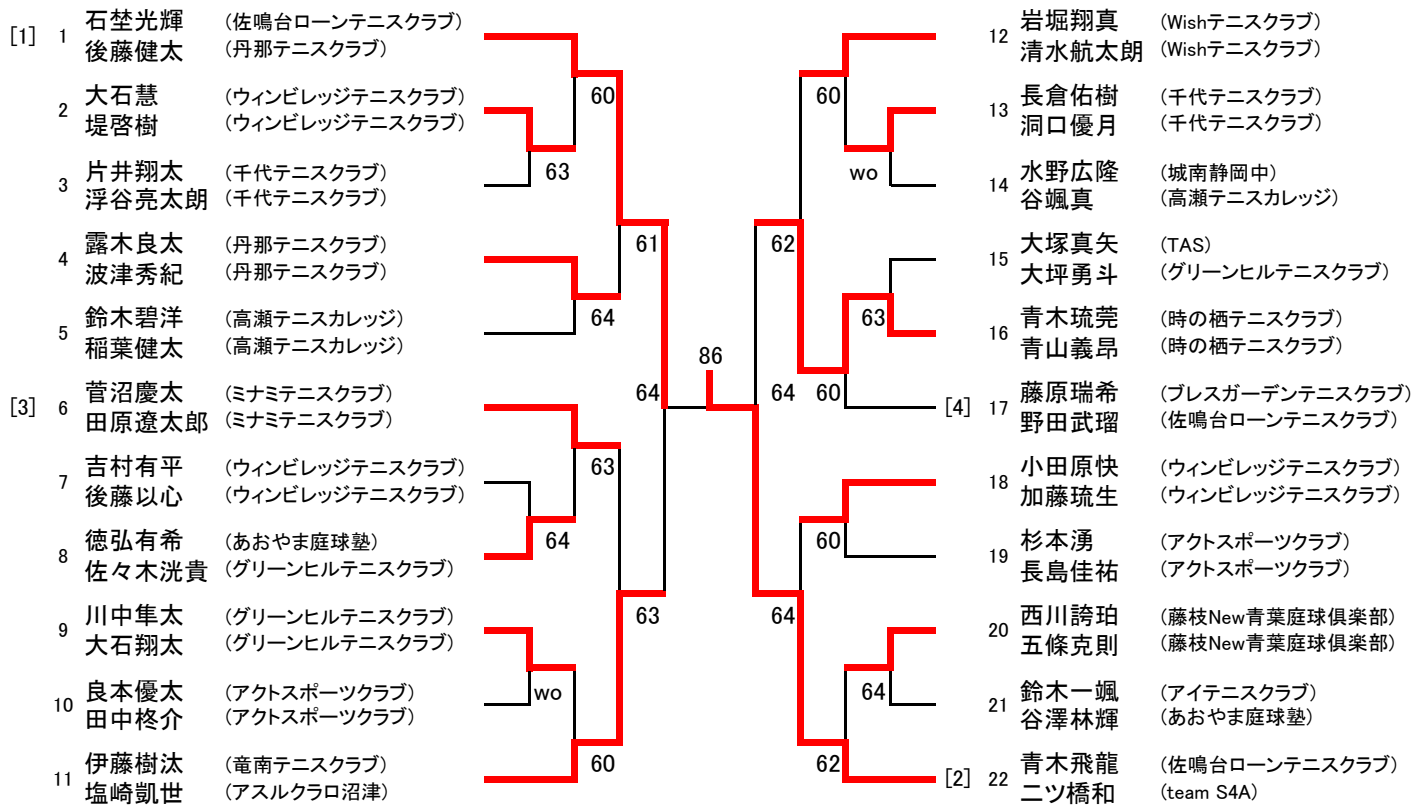 [1] 1 石埜光輝 (佐鳴台ローンテニスクラブ)
後藤健太 (丹那テニスクラブ)
2 大石慧 (ウィンビレッジテニスクラブ)
堤啓樹 (ウィンビレッジテニスクラブ)
3 片井翔太 (千代テニスクラブ)
浮谷亮太朗 (千代テニスクラブ)
4 露木良太 (丹那テニスクラブ)
波津秀紀 (丹那テニスクラブ)
5 鈴木碧洋 (高瀬テニスカレッジ)
稲葉健太 (高瀬テニスカレッジ)
[3] 6 菅沼慶太 (ミナミテニスクラブ)
田原遼太郎 (ミナミテニスクラブ)
7 吉村有平 (ウィンビレッジテニスクラブ)
後藤以心 (ウィンビレッジテニスクラブ)
8 徳弘有希 (あおやま庭球塾)
佐々木洸貴 (グリーンヒルテニスクラブ)
9 川中隼太 (グリーンヒルテニスクラブ)
大石翔太 (グリーンヒルテニスクラブ)
10 良本優太 (アクトスポーツクラブ)
田中柊介 (アクトスポーツクラブ)
11 伊藤樹汰 (竜南テニスクラブ)
塩崎凱世 (アスルクラロ沼津)
60
63
61
64
86
64
63
64
63
wo
60
60
wo
62
63
64
60
60
64
64
62
12 岩堀翔真 (Wishテニスクラブ)
清水航太朗 (Wishテニスクラブ)
13 長倉佑樹 (千代テニスクラブ)
洞口優月 (千代テニスクラブ)
14 水野広隆 (城南静岡中)
谷颯真 (高瀬テニスカレッジ)
15 大塚真矢 (TAS)
大坪勇斗 (グリーンヒルテニスクラブ)
16 青木琉莞 (時の栖テニスクラブ)
青山義昂 (時の栖テニスクラブ)
[4] 17 藤原瑞希 (ブレスガーデンテニスクラブ)
野田武瑠 (佐鳴台ローンテニスクラブ)
18 小田原快 (ウィンビレッジテニスクラブ)
加藤琉生 (ウィンビレッジテニスクラブ)
19 杉本湧 (アクトスポーツクラブ)
長島佳祐 (アクトスポーツクラブ)
20 西川誇珀 (藤枝New青葉庭球倶楽部)
五條克則 (藤枝New青葉庭球倶楽部)
21 鈴木一颯 (アイテニスクラブ)
谷澤林輝 (あおやま庭球塾)
[2] 22 青木飛龍 (佐鳴台ローンテニスクラブ)
二ツ橋和 (team S4A)